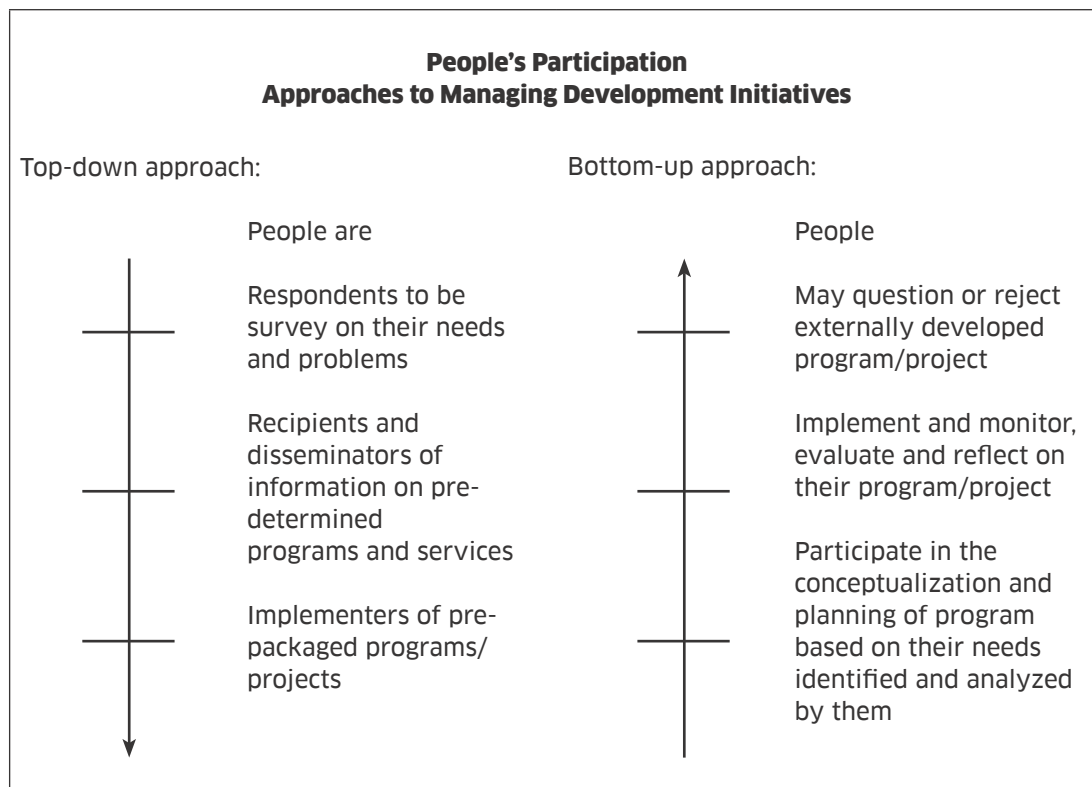 People's Participation
Approaches to Managing Development Initiatives
Top-down approach:
People are
Respondents to be
survey on their needs
and problems
Recipients and
disseminators of
information on pre-
determined
programs and services
Implementers of pre-
packaged programs/
projects
Bottom-up approach:
People
May question or reject
externally developed
program/project
Implement and monitor,
evaluate and reflect on
their program/project
Participate in the
conceptualization and
planning of program
based on their needs
identified and analyzed
by them